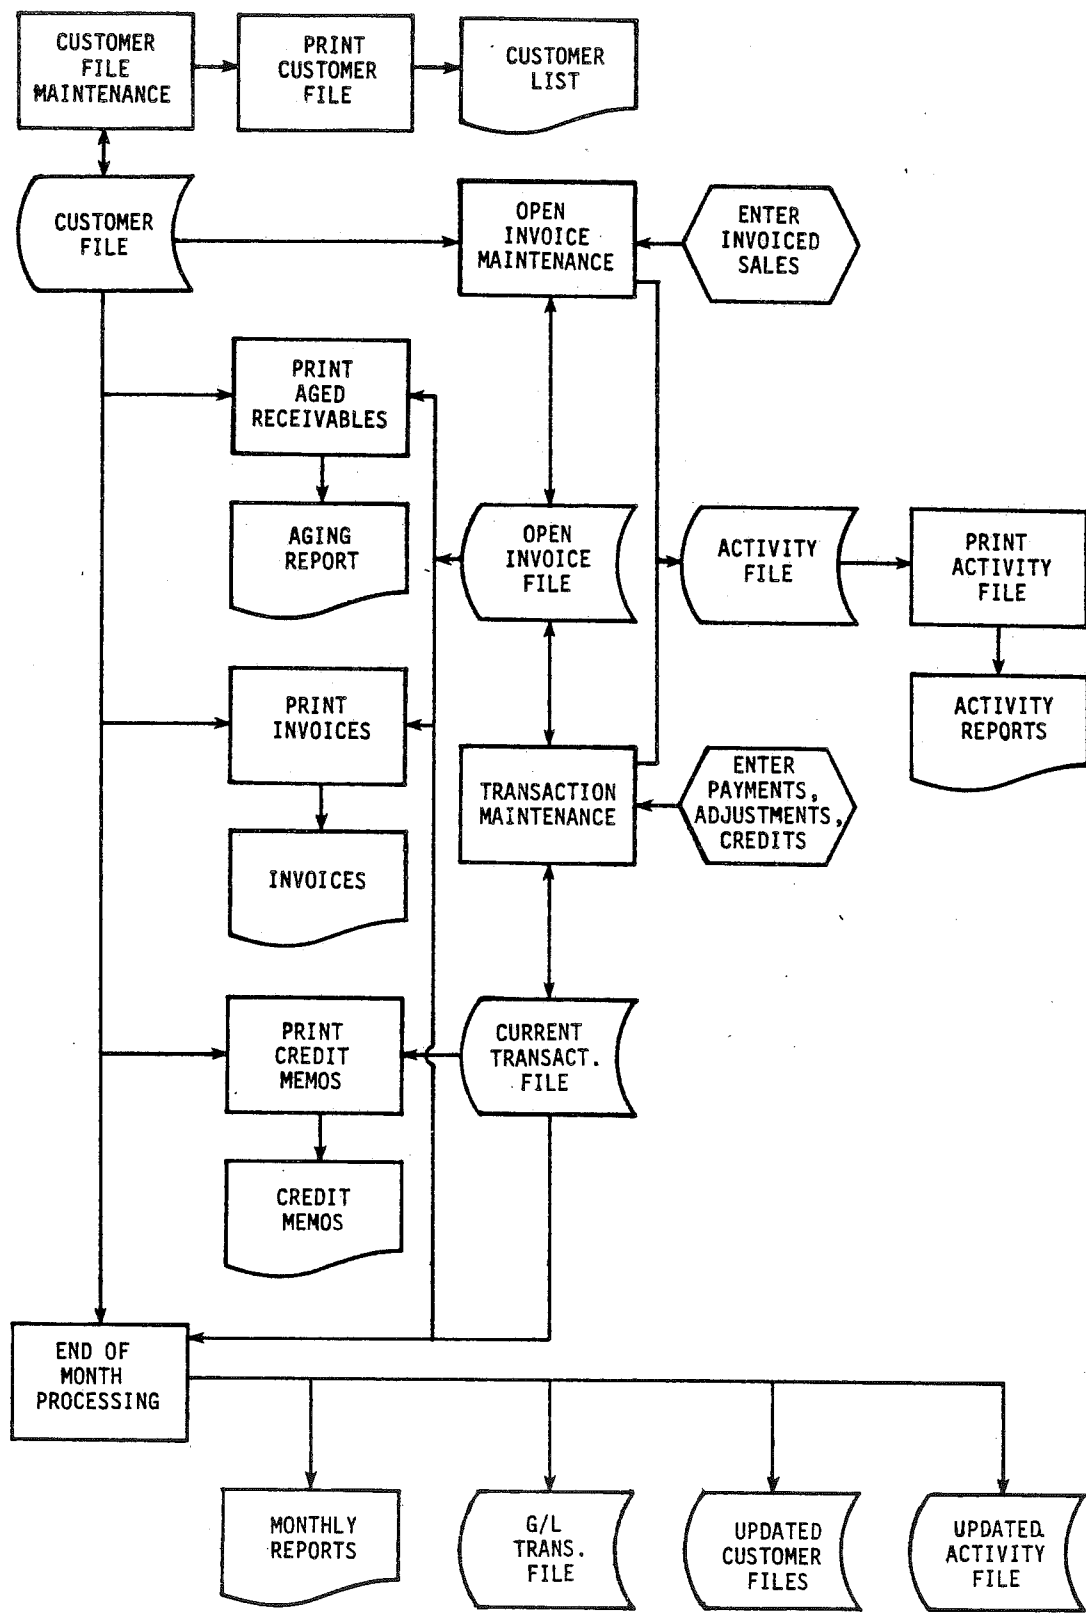 CUSTOMER
FILE
MAINTENANCE
PRINT
CUSTOMER
FILE
CUSTOMER
LIST
CUSTOMER
FILE
OPEN
INVOICE
MAINTENANCE
ENTER
INVOICED
SALES
PRINT
AGED
RECEIVABLES
AGING
REPORT
OPEN
INVOICE
FILE
ACTIVITY
FILE
PRINT
ACTIVITY
FILE
PRINT
INVOICES
ACTIVITY
REPORTS
TRANSACTION
MAINTENANCE
ENTER
PAYMENTS,
ADJUSTMENTS,
CREDITS
INVOICES
PRINT
CREDIT
MEMOS
CURRENT
TRANSACT.
FILE
CREDIT
MEMOS
END OF
MONTH
PROCESSING
MONTHLY
REPORTS
G/L
TRANS.
FILE
UPDATED
CUSTOMER
FILES
UPDATED
ACTIVITY
FILE